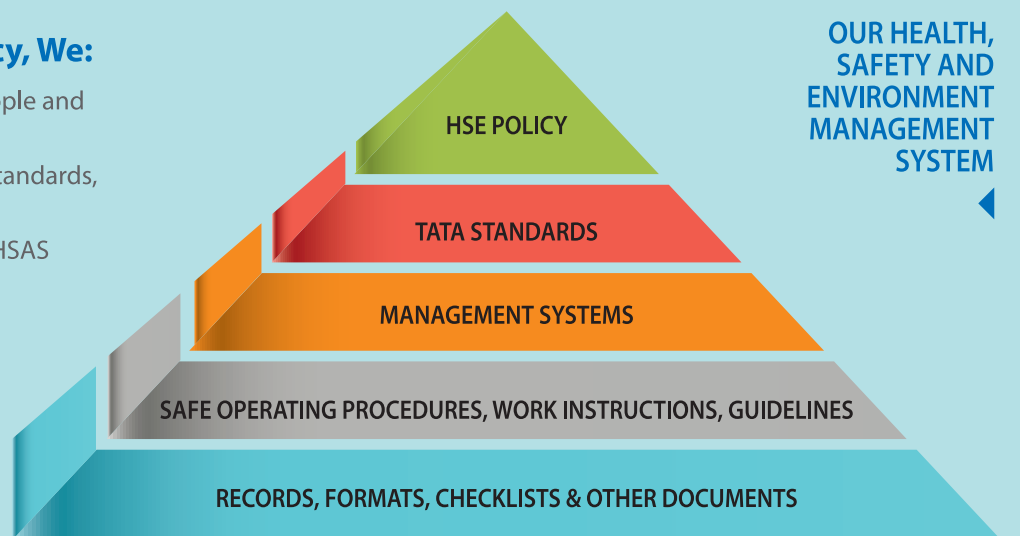 cy, We:
ple and
tandards,
HSAS
OUR HEALTH,
SAFETY AND
ENVIRONMENT
MANAGEMENT
SYSTEM
HSE POLICY
TATA STANDARDS
MANAGEMENT SYSTEMS
SAFE OPERATING PROCEDURES, WORK INSTRUCTIONS, GUIDELINES
RECORDS, FORMATS, CHECKLISTS & OTHER DOCUMENTS